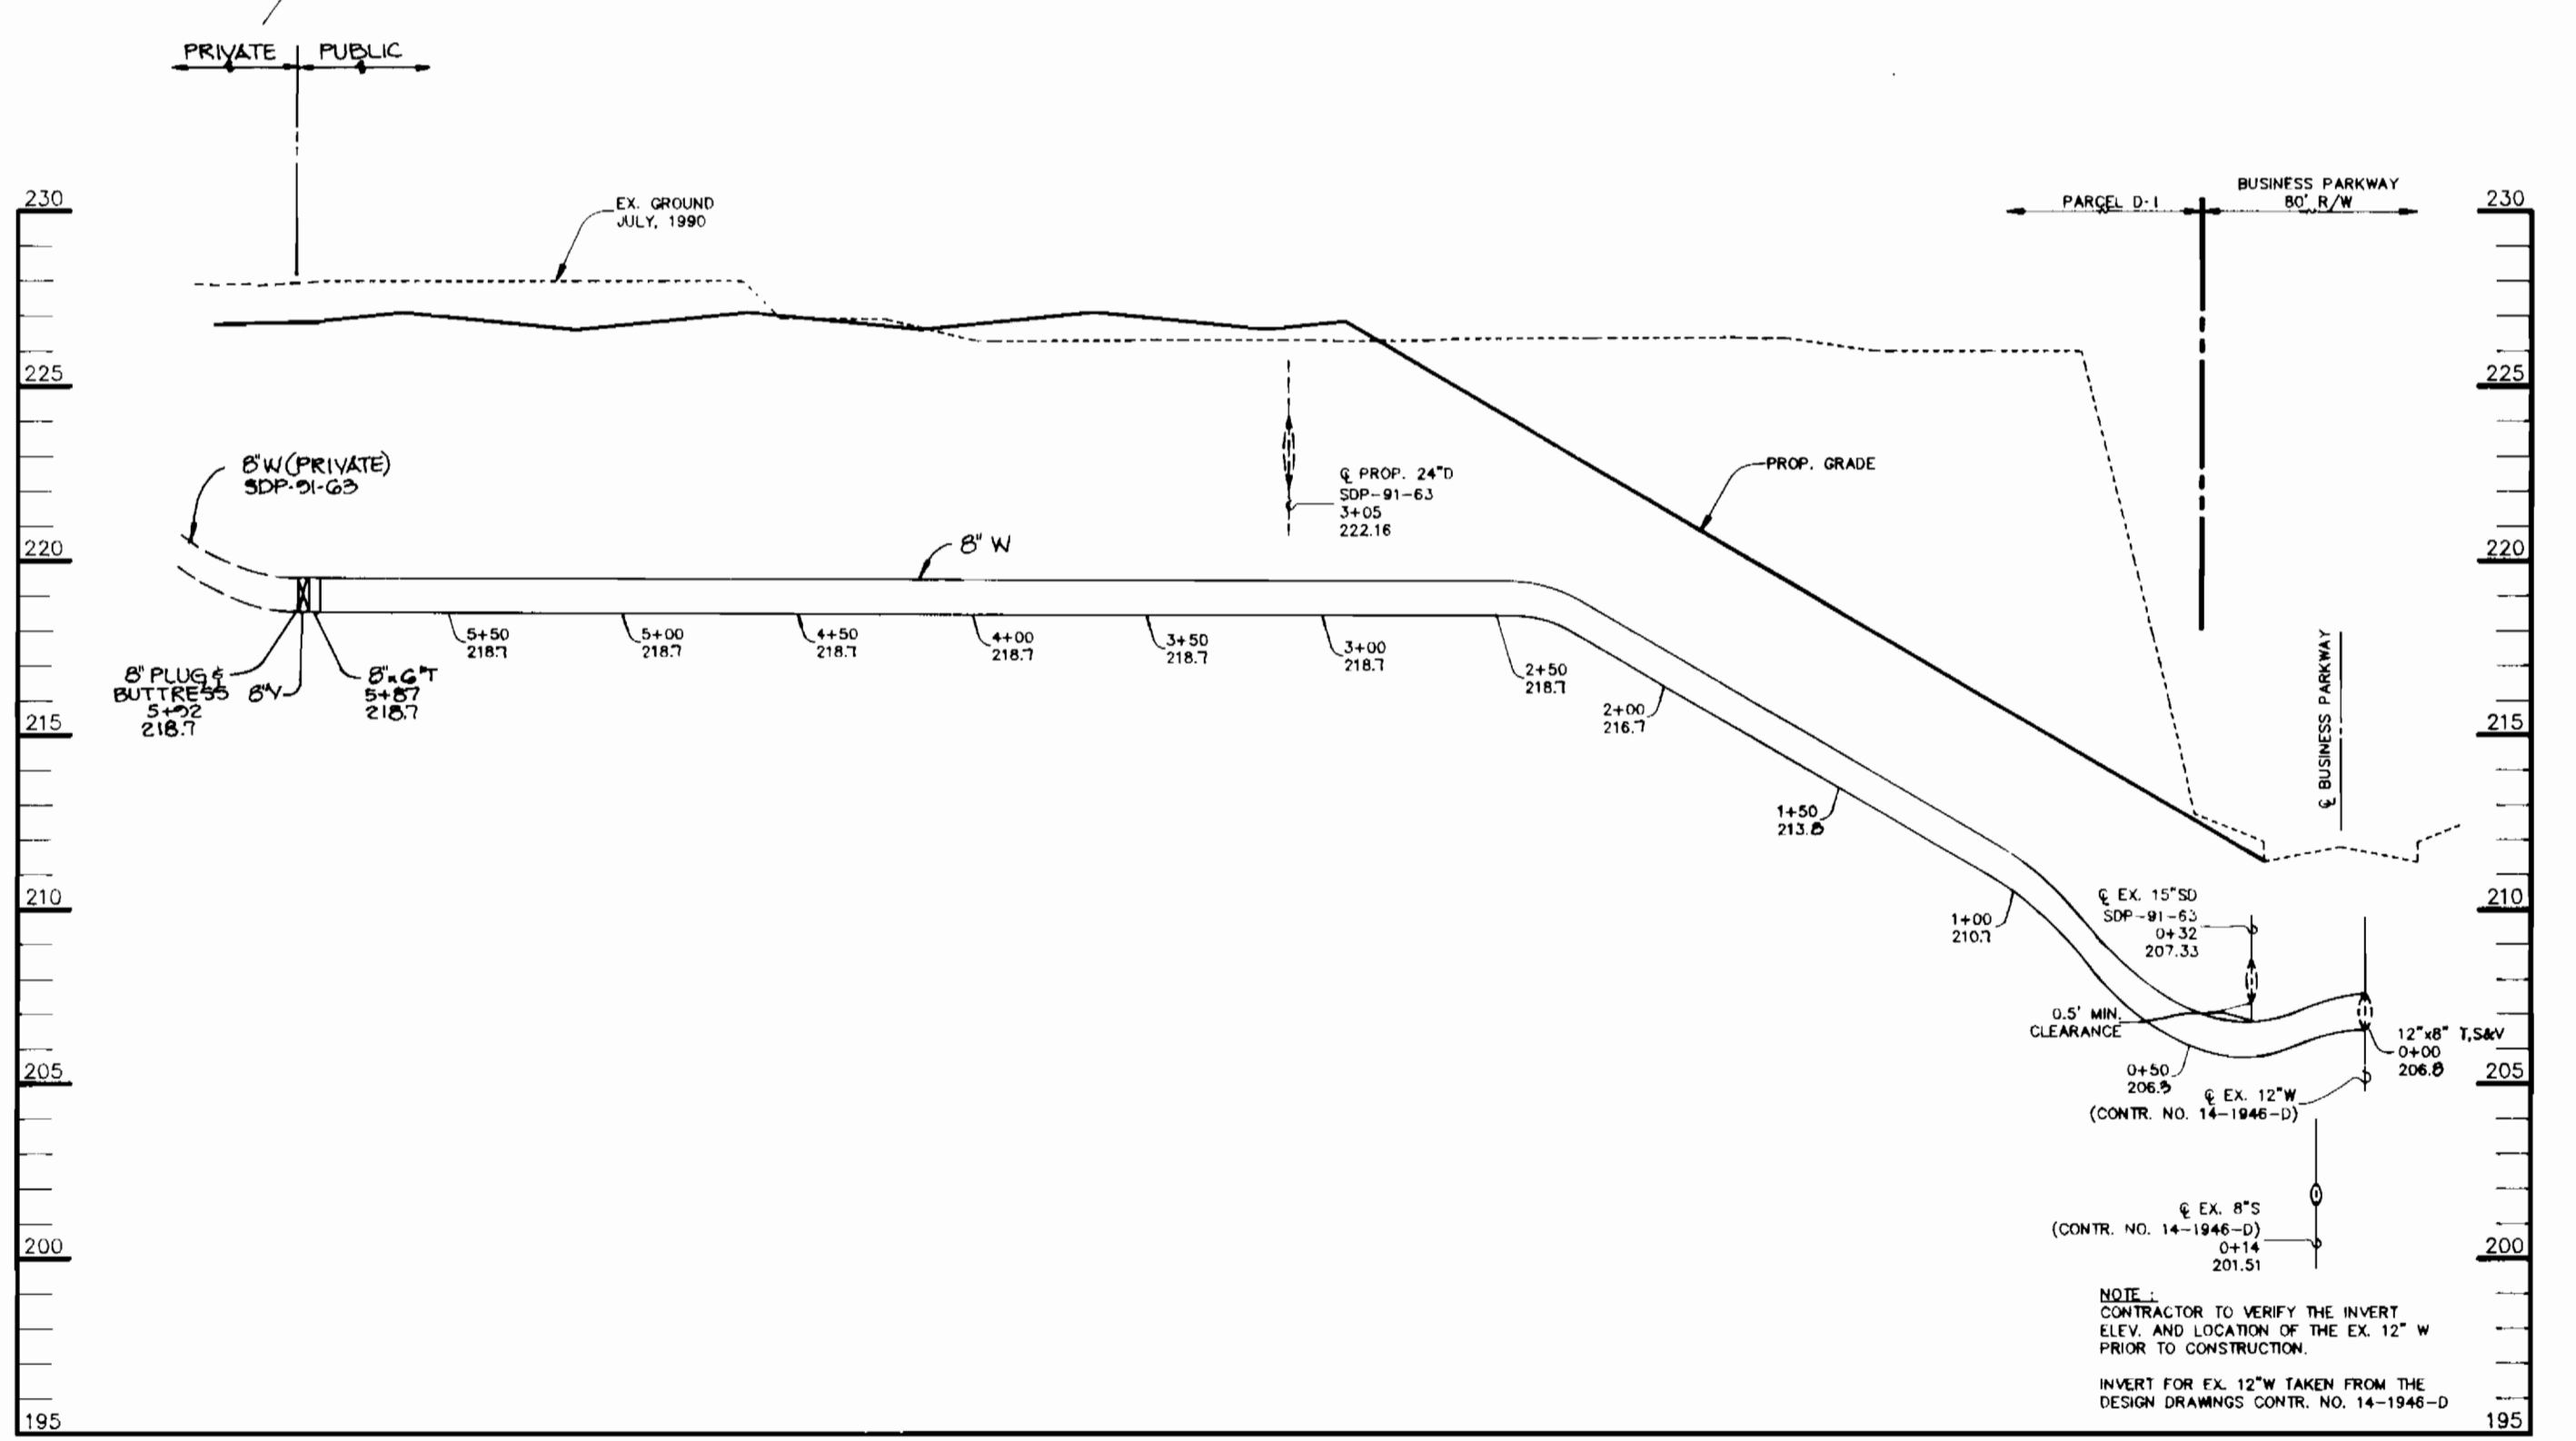 PRIVATE PUBLIC
230
EX. GROUND
JULY, 1990
PARCEL D-1
BUSINESS PARKWAY
80' R/W
230
225
225
8"W (PRIVATE)
SDP-91-63
℄ PROP. 24"D
SDP-91-63
3+05
222.16
PROP. GRADE
220
8" W
220
5+50
218.7
5+00
218.7
4+50
218.7
4+00
218.7
3+50
218.7
3+00
218.7
2+50
218.7
2+00
216.7
1+50
213.8
1+00
210.7
8" PLUG &
BUTTRESS
5+92
218.7
8"V
8"x6"T
5+87
218.7
215
215
℄ BUSINESS PARKWAY
210
210
℄ EX. 15"SD
SDP-91-63
0+32
207.33
0.5' MIN.
CLEARANCE
12"x8" T,S&V
0+00
206.8
0+50
206.3
205
205
℄ EX. 12"W
(CONTR. NO. 14-1946-D)
℄ EX. 8"S
(CONTR. NO. 14-1946-D)
0+14
201.51
200
200
NOTE :
CONTRACTOR TO VERIFY THE INVERT
ELEV. AND LOCATION OF THE EX. 12" W
PRIOR TO CONSTRUCTION.
INVERT FOR EX. 12"W TAKEN FROM THE
DESIGN DRAWINGS CONTR. NO. 14-1946-D
195
195